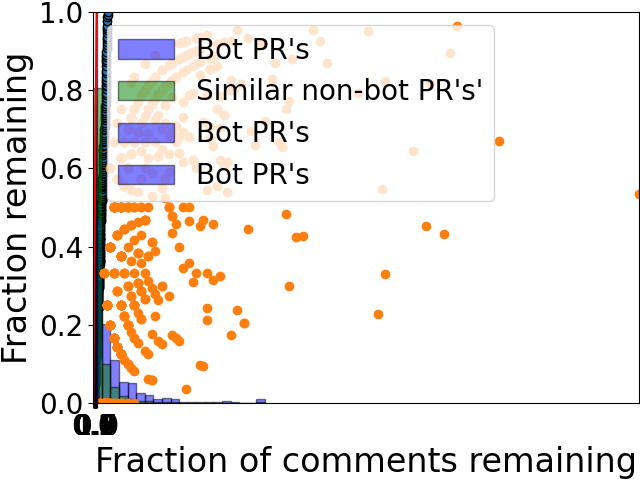 1.0
0.8
0.6
0.4
0.2
0.0
Fraction remaining
Bot PR's
Similar non-bot PR's'
Bot PR's
Bot PR's
Fraction of comments remaining